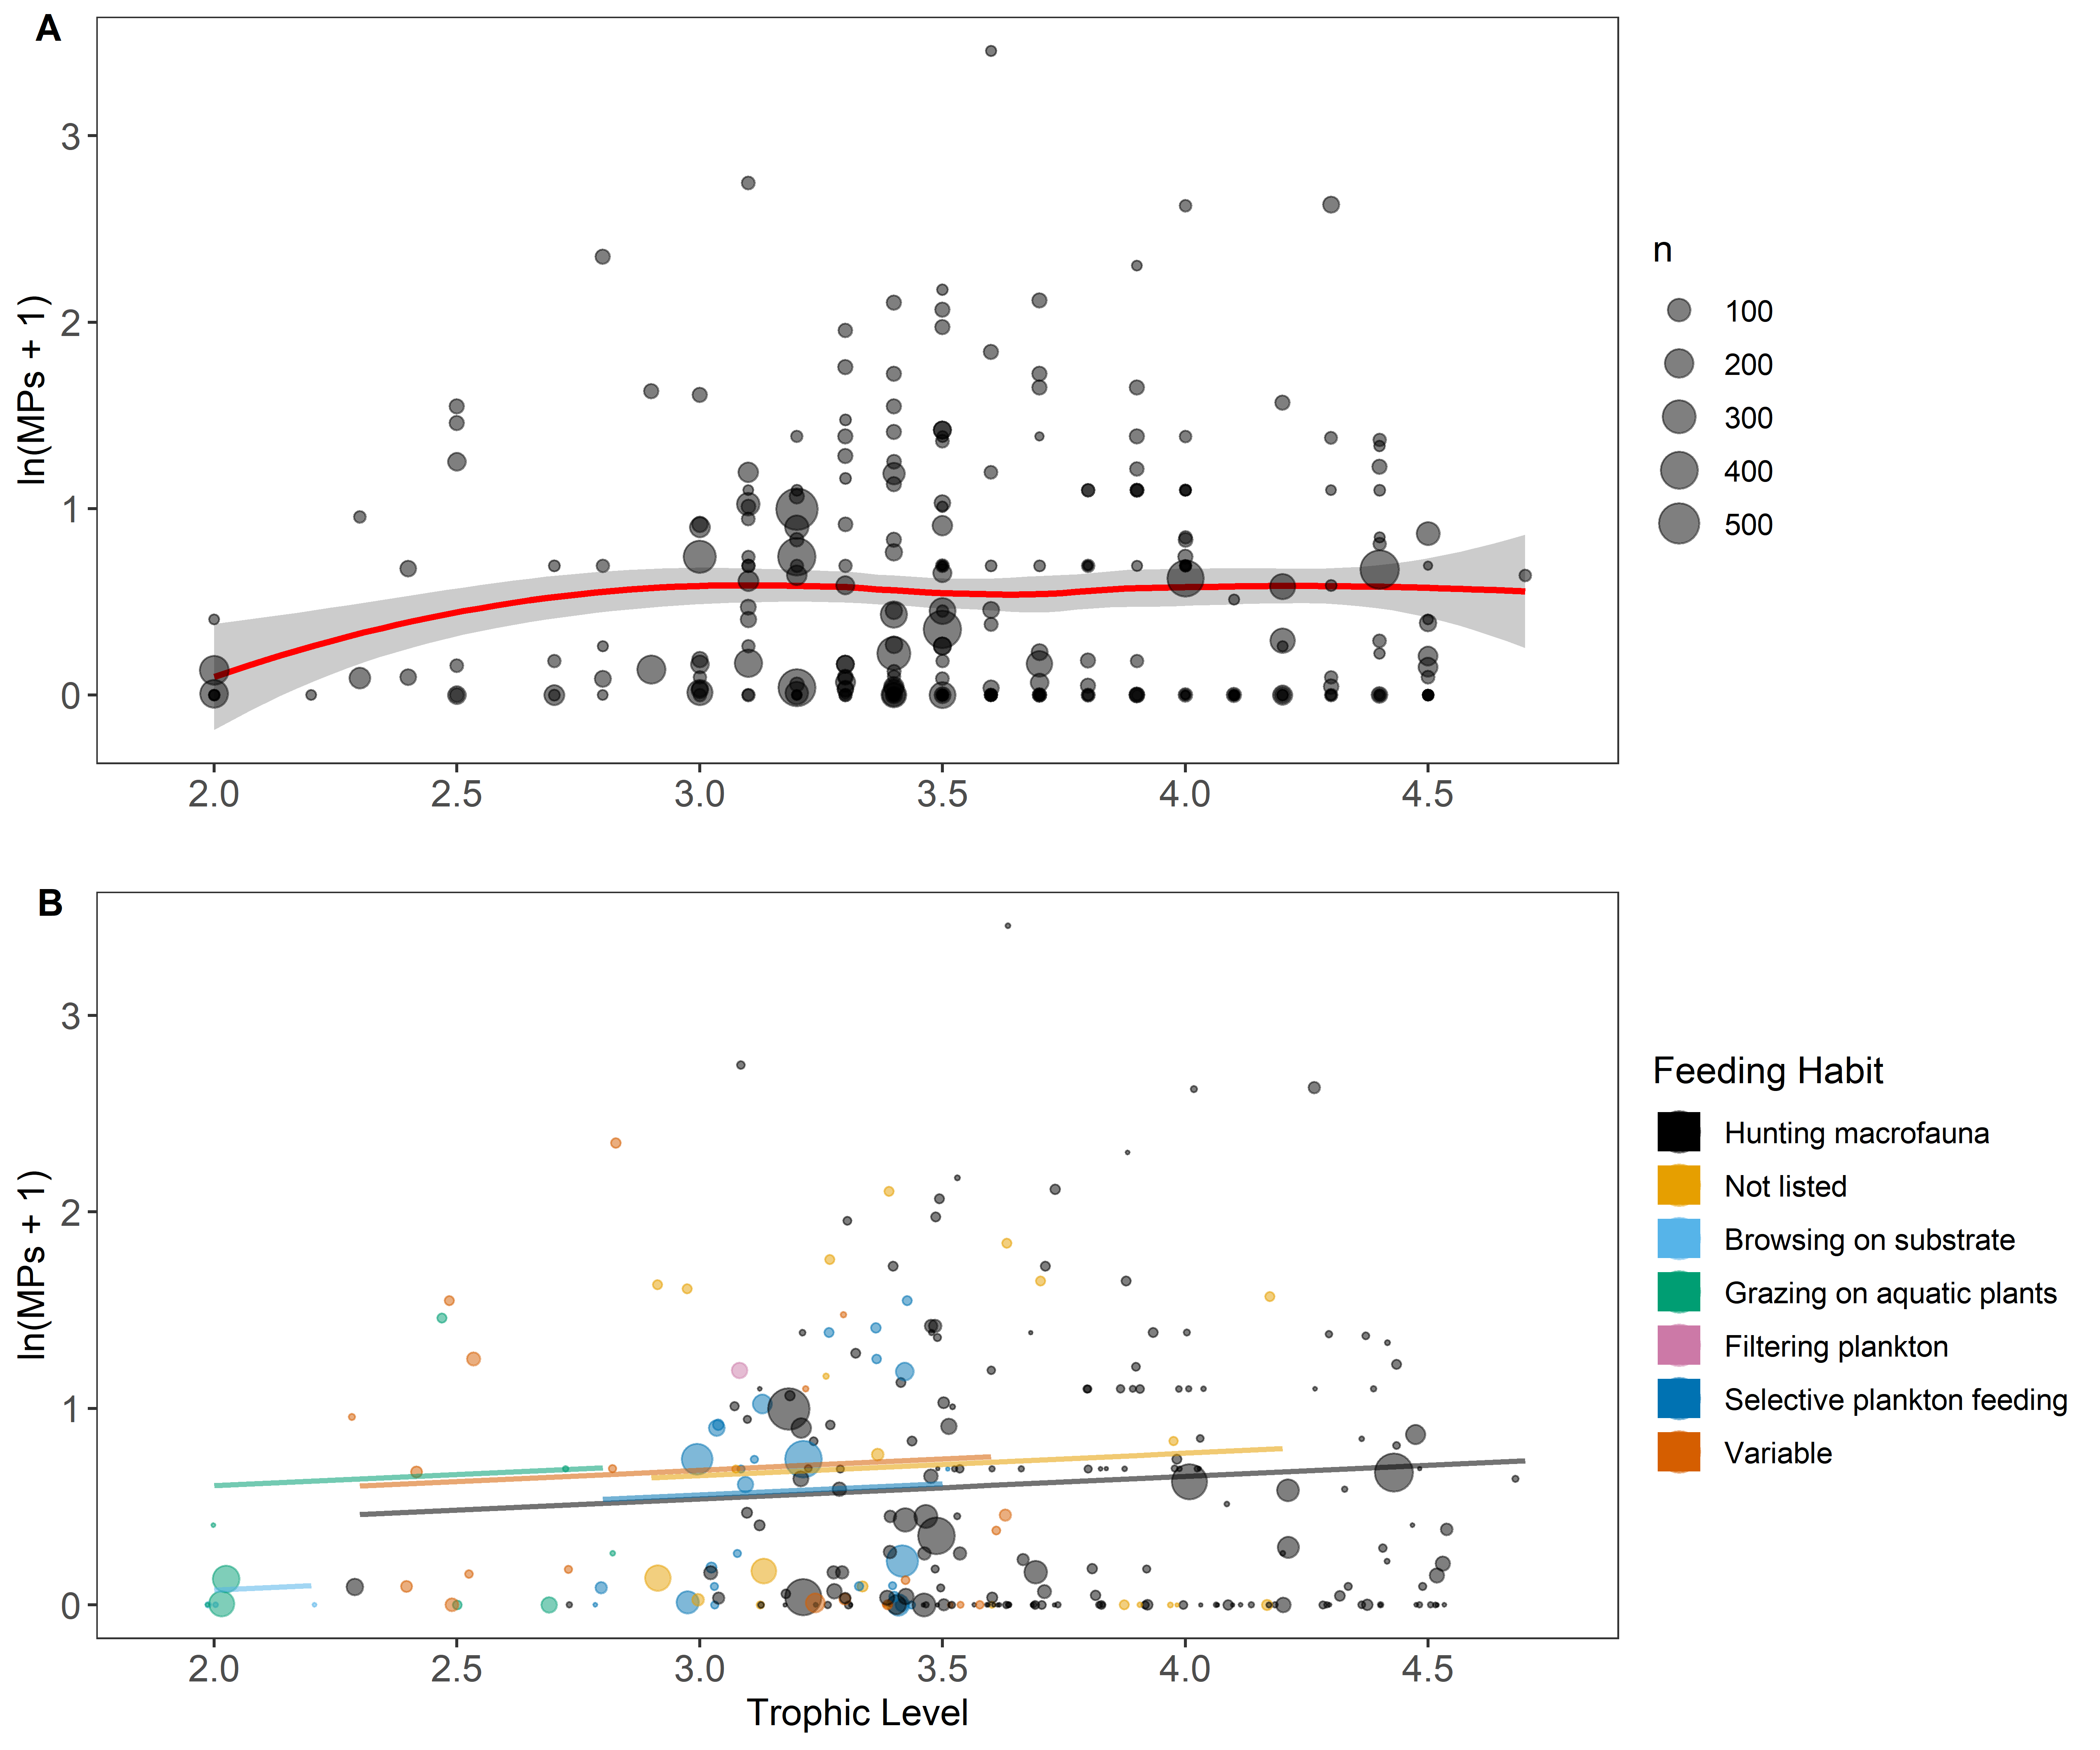 A
ln(MPs + 1)
3
2
1
0
2.0 2.5 3.0 3.5 4.0 4.5
n
100
200
300
400
500
B
ln(MPs + 1)
3
2
1
0
2.0 2.5 3.0 3.5 4.0 4.5
Trophic Level
Feeding Habit
Hunting macrofauna
Not listed
Browsing on substrate
Grazing on aquatic plants
Filtering plankton
Selective plankton feeding
Variable